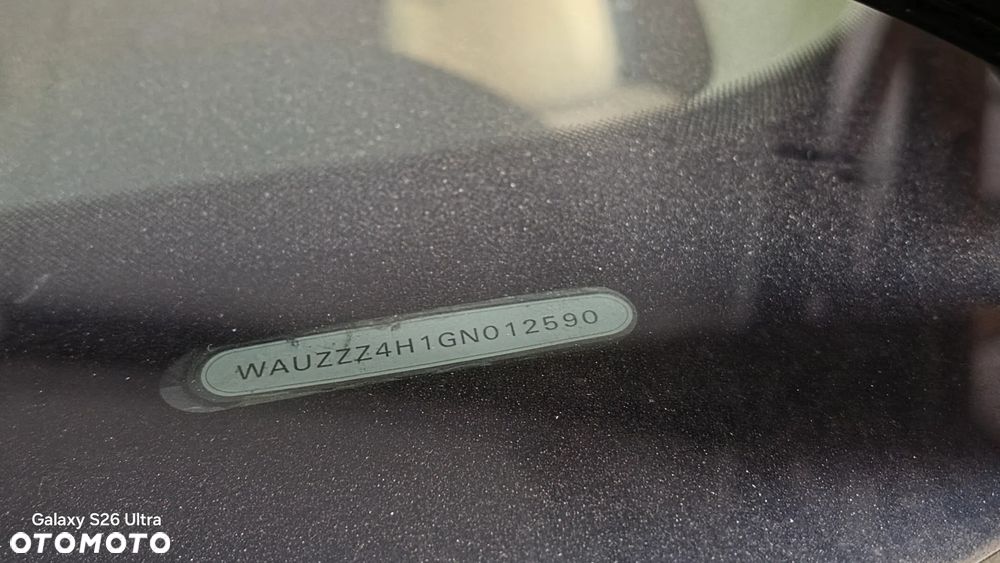 WAUZZZ4H1GN012590
Galaxy S26 Ultra
OTOMOTO